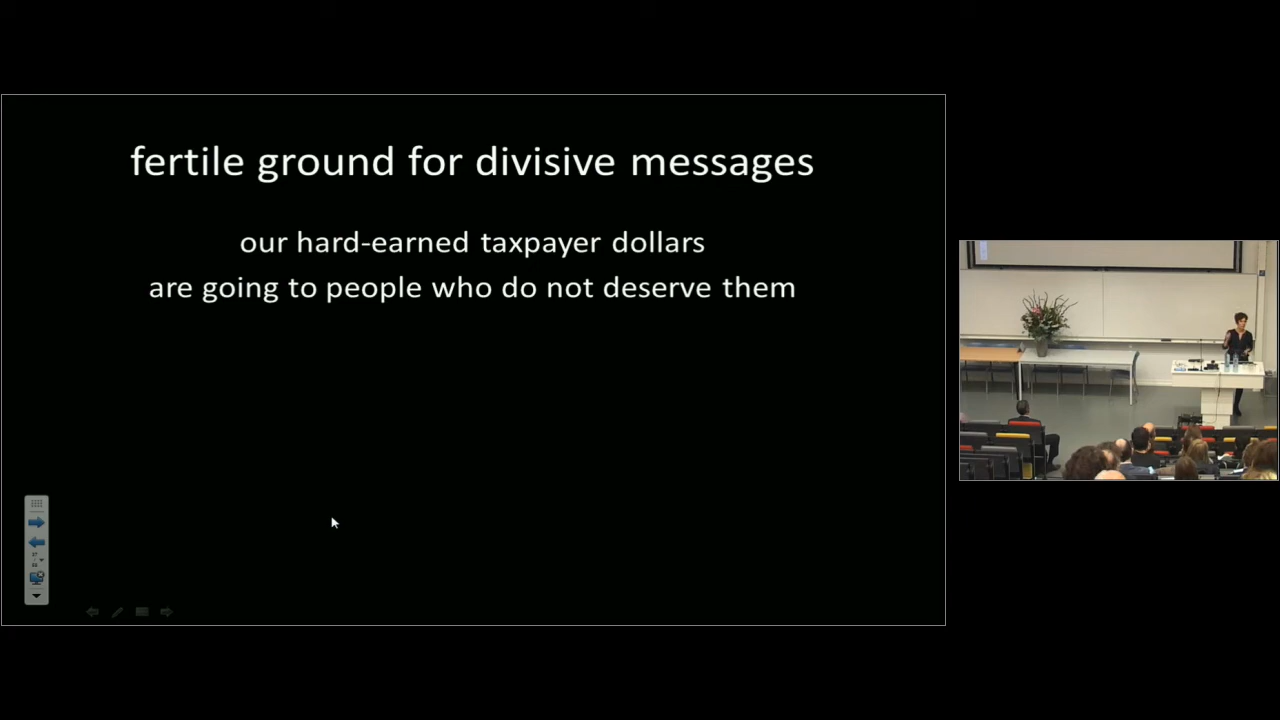 fertile ground for divisive messages
our hard-earned taxpayer dollars
are going to people who do not deserve them